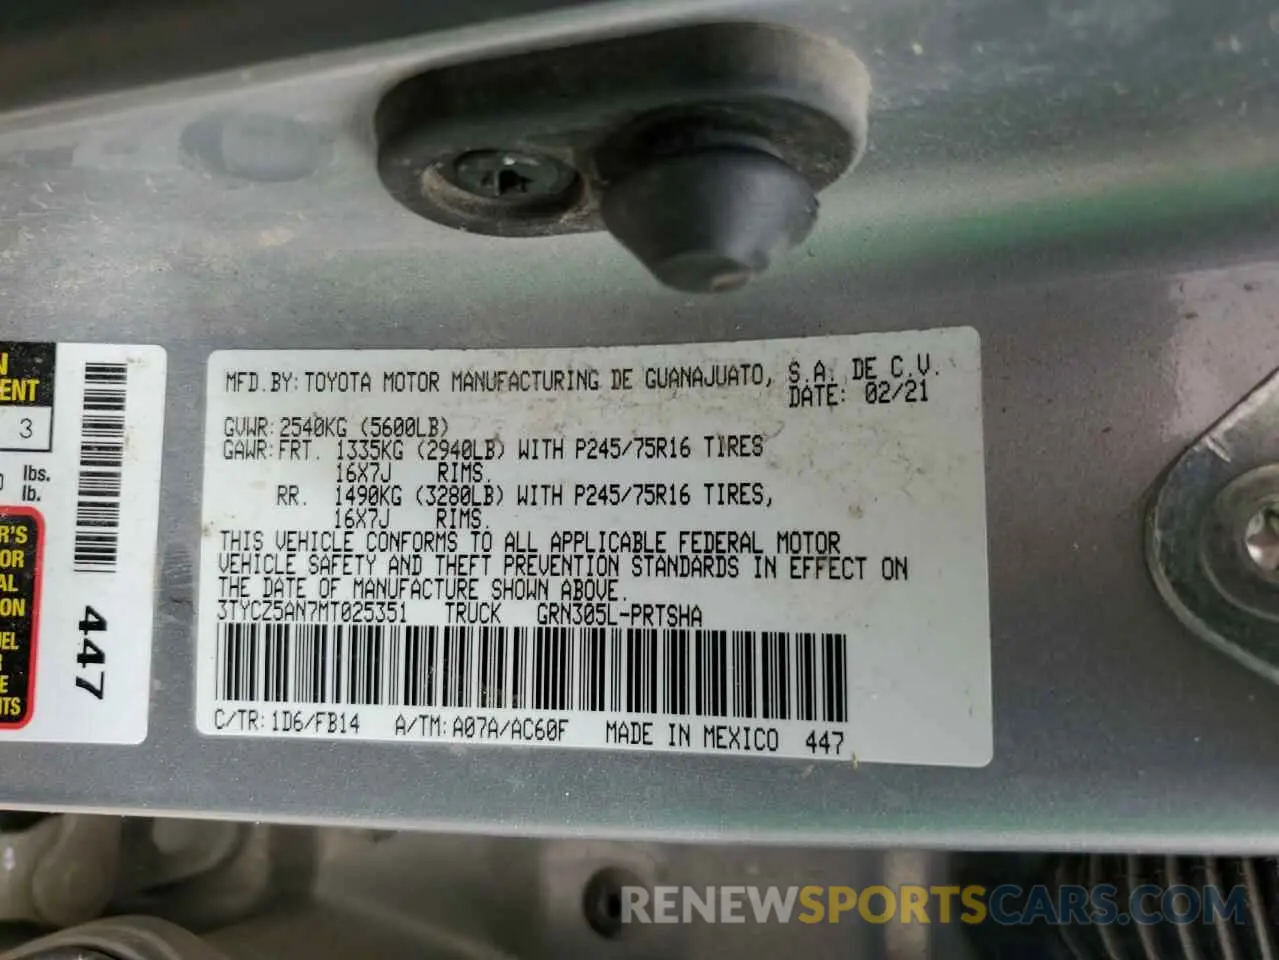 MFD.BY: TOYOTA MOTOR MANUFACTURING DE GUANAJUATO, S.A. DE C.V.
DATE: 02/21
GVWR: 2540KG (5600LB)
GAWR: FRT. 1335KG (2940LB) WITH P245/75R16 TIRES
16X7J RIMS.
RR. 1490KG (3280LB) WITH P245/75R16 TIRES,
16X7J RIMS.
THIS VEHICLE CONFORMS TO ALL APPLICABLE FEDERAL MOTOR
VEHICLE SAFETY AND THEFT PREVENTION STANDARDS IN EFFECT ON
THE DATE OF MANUFACTURE SHOWN ABOVE.
3TYCZ5AN7MT025351 TRUCK GRN305L-PRTSHA
C/TR: 1D6/FB14 A/TM: A07A/AC60F MADE IN MEXICO 447
3
lbs.
lb.
447
RENEWSPORTSCARS.COM